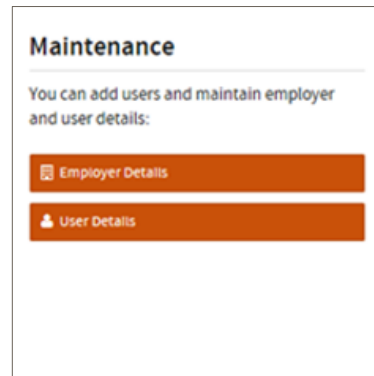 Maintenance
You can add users and maintain employer
and user details:
Employer Details
User Details